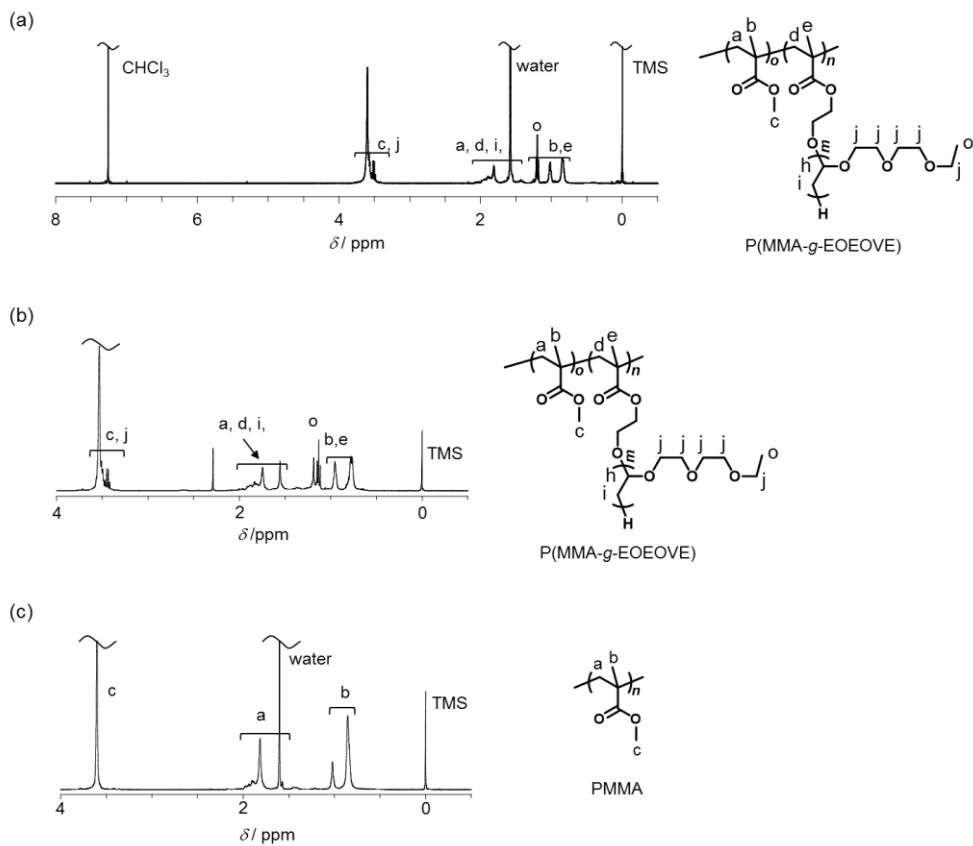 (a)
CHCl3
water
TMS
o
c, j
a, d, i,
b,e
8
6
4
2
0
δ/ ppm
a
b
d
e
o
n
O
O
O
O
c
O
m
h
O
j
j
O
j
j
O
j
o
i
H
P(MMA-g-EOEOVE)
(b)
c, j
a, d, i,
o
b,e
TMS
4
2
0
δ/ppm
a
b
d
e
o
n
O
O
O
O
c
O
m
h
O
j
j
O
j
j
O
j
o
i
H
P(MMA-g-EOEOVE)
(c)
c
water
a
b
TMS
4
2
0
δ/ ppm
a
b
n
O
O
c
PMMA